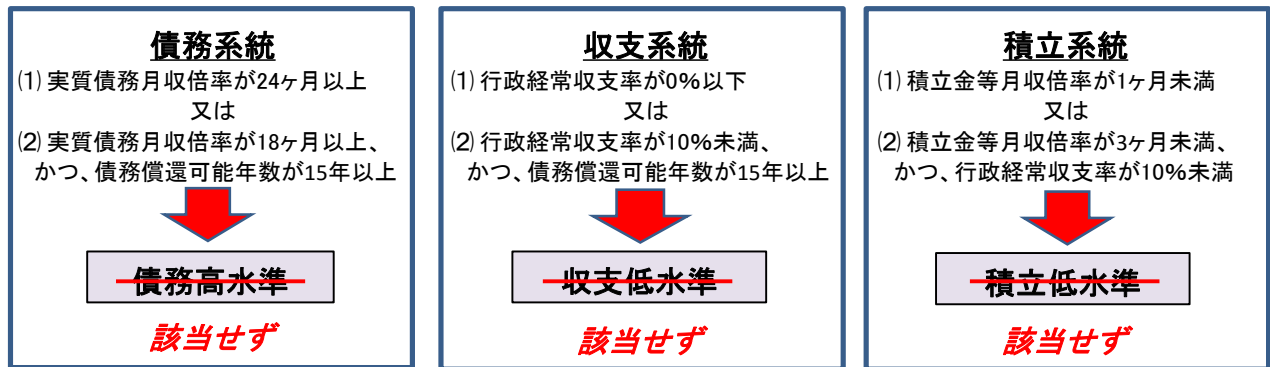 債務系統
⑴ 実質債務月収倍率が24ヶ月以上
又は
⑵ 実質債務月収倍率が18ヶ月以上、
かつ、債務償還可能年数が15年以上
債務高水準
該当せず
収支系統
⑴ 行政経常収支率が0%以下
又は
⑵ 行政経常収支率が10%未満、
かつ、債務償還可能年数が15年以上
収支低水準
該当せず
積立系統
⑴ 積立金等月収倍率が1ヶ月未満
又は
⑵ 積立金等月収倍率が3ヶ月未満、
かつ、行政経常収支率が10%未満
積立低水準
該当せず